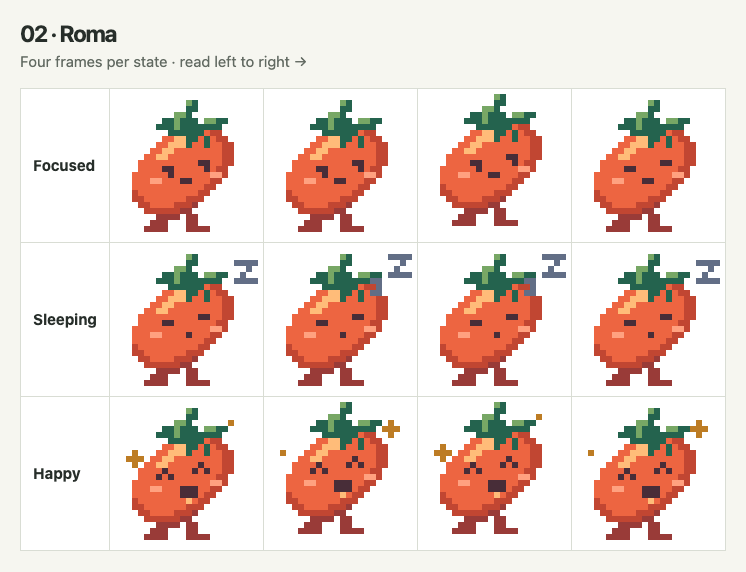 02 · Roma
Four frames per state · read left to right →
Focused
Sleeping
Z Z Z Z
Happy